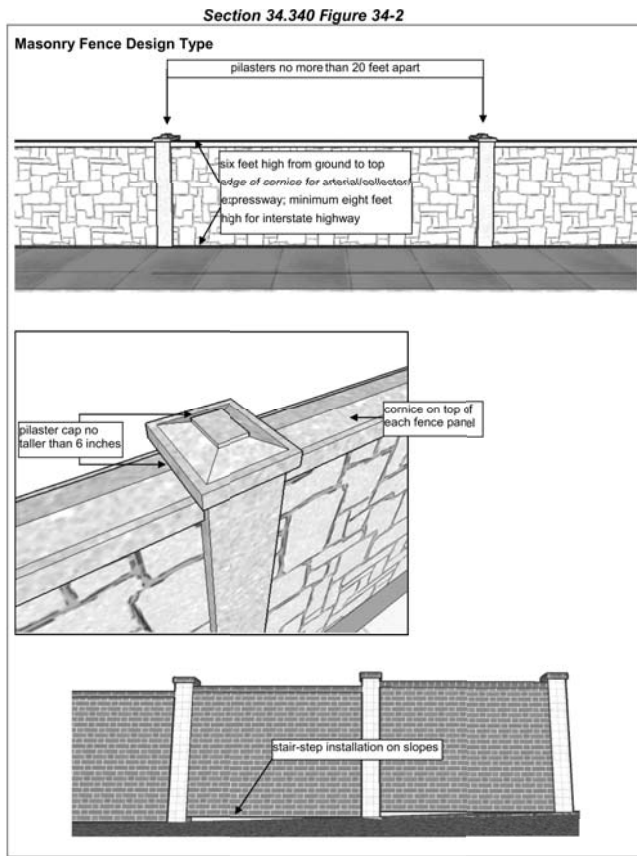 Section 34.340 Figure 34-2
Masonry Fence Design Type
pilasters no more than 20 feet apart
six feet high from ground to top
edge of cornice for arterial/collector/
expressway; minimum eight feet
high for interstate highway
pilaster cap no
taller than 6 inches
cornice on top of
each fence panel
stair-step installation on slopes